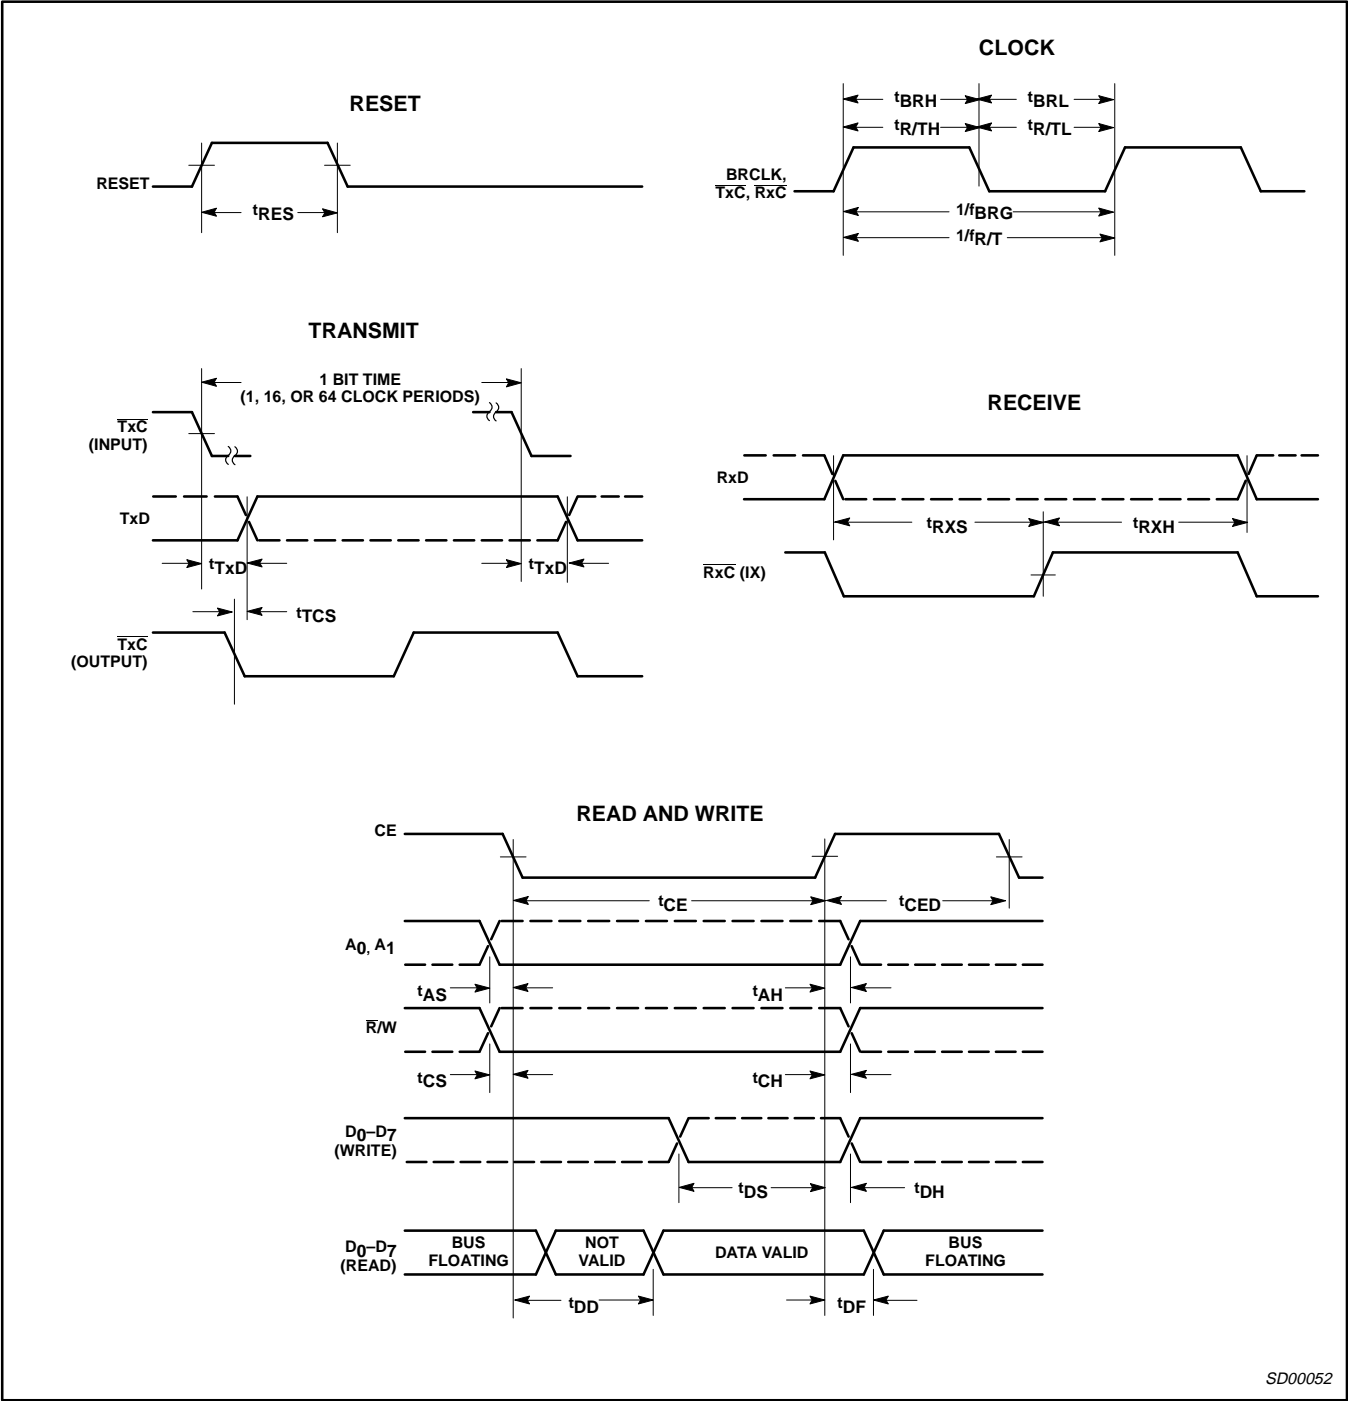 CLOCK
tBRH tBRL
tR/TH tR/TL
BRCLK,
TxC, RxC
1/fBRG
1/fR/T
RESET
RESET
tRES
TRANSMIT
1 BIT TIME
(1, 16, OR 64 CLOCK PERIODS)
TxC
(INPUT)
TxD
tTxD tTxD
tTCS
TxC
(OUTPUT)
RECEIVE
RxD
tRXS tRXH
RxC (IX)
READ AND WRITE
CE
tCE tCED
A0, A1
tAS tAH
R/W
tCS tCH
D0–D7
(WRITE)
tDS tDH
D0–D7
(READ)
BUS
FLOATING
NOT
VALID
DATA VALID
BUS
FLOATING
tDD tDF
SD00052